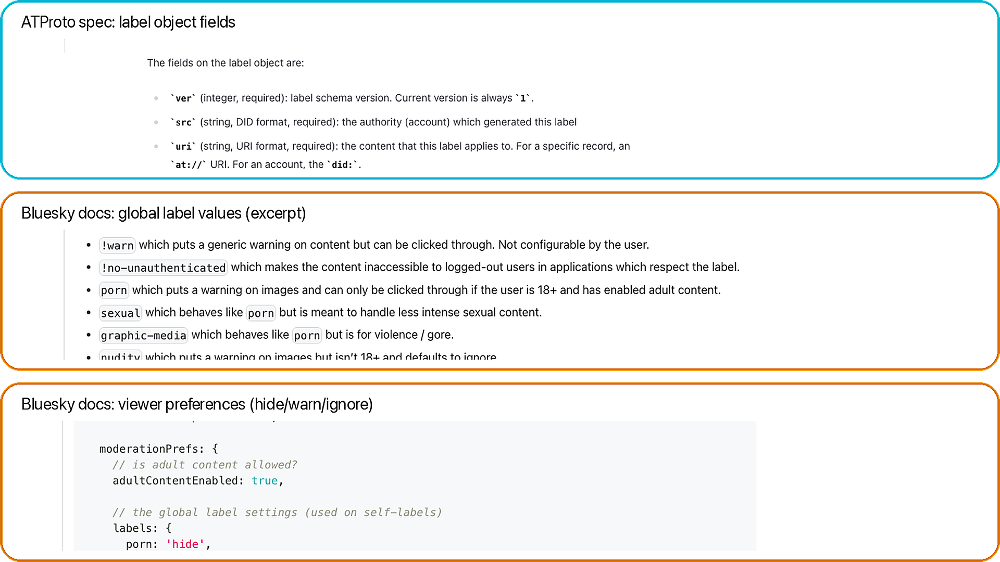 ATProto spec: label object fields
The fields on the label object are:
`ver` (integer, required): label schema version. Current version is always `1`.
`src` (string, DID format, required): the authority (account) which generated this label
`uri` (string, URI format, required): the content that this label applies to. For a specific record, an
`at://` URI. For an account, the `did:`.
Bluesky docs: global label values (excerpt)
• !warn which puts a generic warning on content but can be clicked through. Not configurable by the user.
• !no-unauthenticated which makes the content inaccessible to logged-out users in applications which respect the label.
• porn which puts a warning on images and can only be clicked through if the user is 18+ and has enabled adult content.
• sexual which behaves like porn but is meant to handle less intense sexual content.
• graphic-media which behaves like porn but is for violence / gore.
• nudity which puts a warning on images but isn't 18+ and defaults to ignore
Bluesky docs: viewer preferences (hide/warn/ignore)
moderationPrefs: {
// is adult content allowed?
adultContentEnabled: true,
// the global label settings (used on self-labels)
labels: {
porn: 'hide',